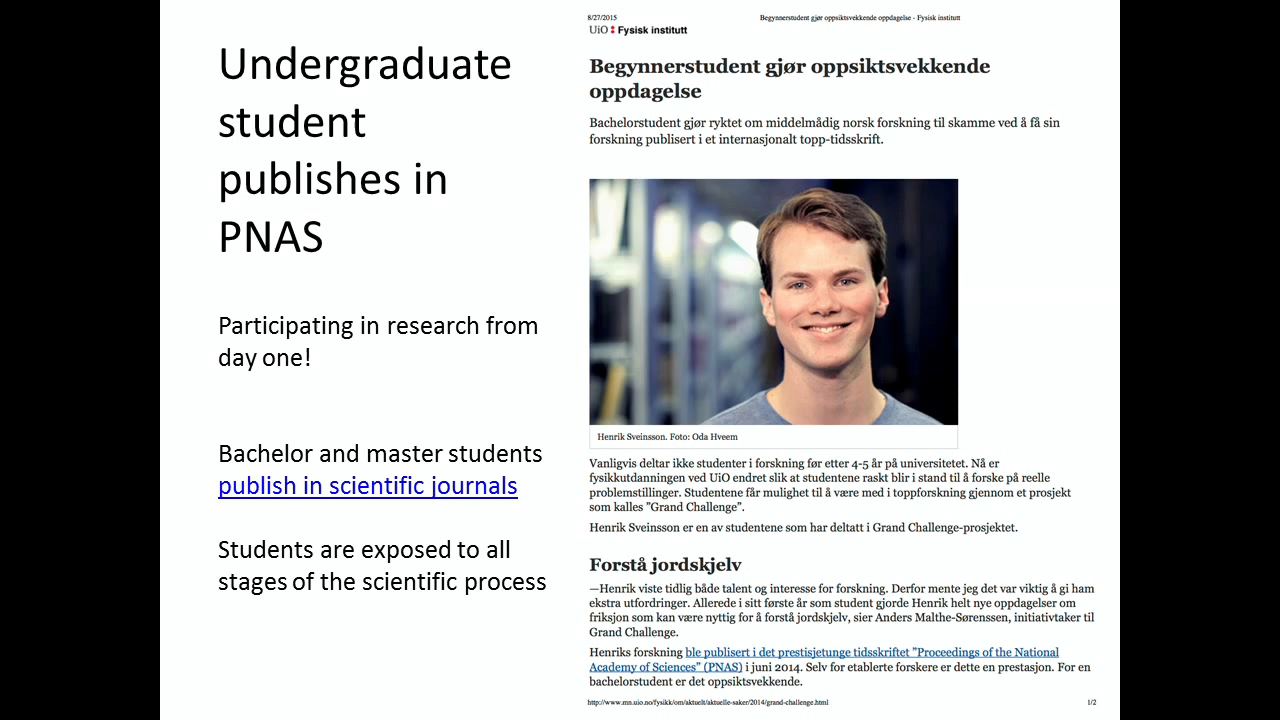 Undergraduate
student
publishes in
PNAS
Participating in research from
day one!
Bachelor and master students
publish in scientific journals
Students are exposed to all
stages of the scientific process
8/27/2015
Begynnerstudent gjør oppsiktsvekkende oppdagelse - Fysisk institutt
UiO : Fysisk institutt
Begynnerstudent gjør oppsiktsvekkende
oppdagelse
Bachelorstudent gjør ryktet om middelmådig norsk forskning til skamme ved å få sin
forskning publisert i et internasjonalt topp-tidsskrift.
Henrik Sveinsson. Foto: Oda Hveem
Vanligvis deltar ikke studenter i forskning før etter 4-5 år på universitetet. Nå er
fysikkutdanningen ved UiO endret slik at studentene raskt blir i stand til å forske på reelle
problemstillinger. Studentene får mulighet til å være med i toppforskning gjennom et prosjekt
som kalles ”Grand Challenge”.
Henrik Sveinsson er en av studentene som har deltatt i Grand Challenge-prosjektet.
Forstå jordskjelv
—Henrik viste tidlig både talent og interesse for forskning. Derfor mente jeg det var viktig å gi ham
ekstra utfordringer. Allerede i sitt første år som student gjorde Henrik helt nye oppdagelser om
friksjon som kan være nyttig for å forstå jordskjelv, sier Anders Malthe-Sørenssen, initiativtaker til
Grand Challenge.
Henriks forskning ble publisert i det prestisjetunge tidsskriftet ”Proceedings of the National
Academy of Sciences” (PNAS) i juni 2014. Selv for etablerte forskere er dette en prestasjon. For en
bachelorstudent er det oppsiktsvekkende.
http://www.mn.uio.no/fysikk/om/aktuelt/aktuelle-saker/2014/grand-challenge.html
1/2